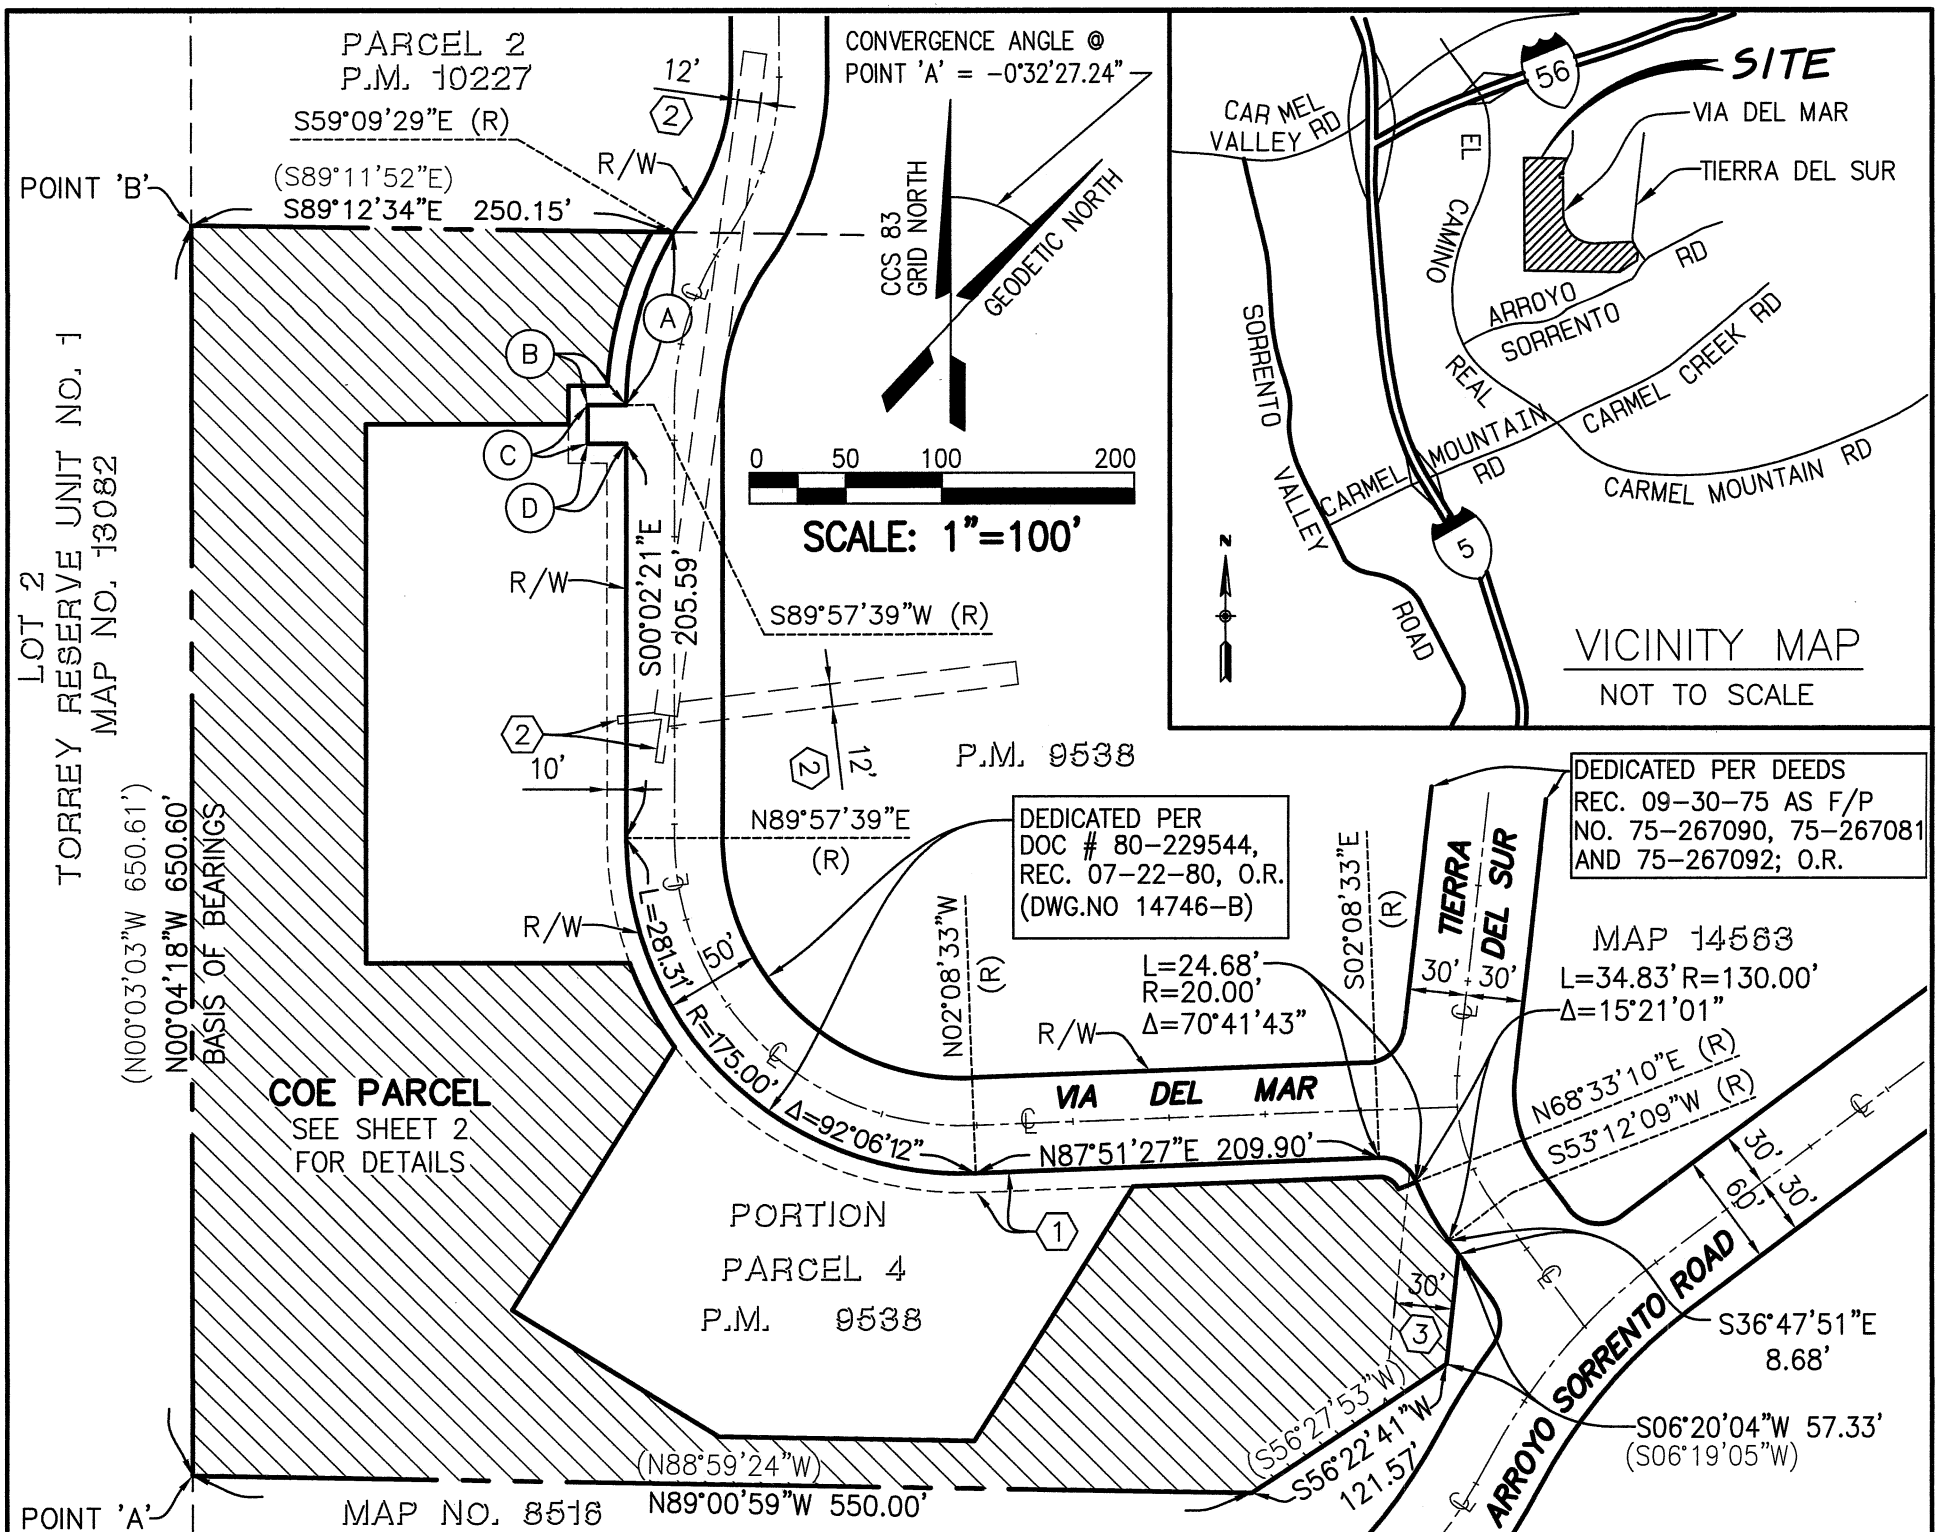 PARCEL 2
P.M. 10227
S59°09'29"E (R)
(S89°11'52"E)
S89°12'34"E 250.15'
POINT 'B'
R/W
12'
2
CONVERGENCE ANGLE @
POINT 'A' = -0°32'27.24"
CCS 83
GRID NORTH
GEODETIC NORTH
0 50 100 200
SCALE: 1"=100'
A
B
C
D
LOT 2
TORREY RESERVE UNIT NO. 1
MAP NO. 13082
(N00°03'03"W 650.61')
N00°04'18"W 650.60'
BASIS OF BEARINGS
R/W
S00°02'21"E
205.59'
S89°57'39"W (R)
2
10'
2
12'
P.M. 9538
N89°57'39"E
(R)
R/W
L=281.31'
R=175.00'
Δ=92°06'12"
50'
DEDICATED PER
DOC # 80-229544,
REC. 07-22-80, O.R.
(DWG.NO 14746-B)
N02°08'33"W
(R)
L=24.68'
R=20.00'
Δ=70°41'43"
R/W
S02°08'33"E
(R)
DEDICATED PER DEEDS
REC. 09-30-75 AS F/P
NO. 75-267090, 75-267081
AND 75-267092; O.R.
TIERRA
DEL SUR
30' 30'
MAP 14563
L=34.83' R=130.00'
Δ=15°21'01"
N68°33'10"E (R)
S53°12'09"W (R)
VIA DEL MAR
N87°51'27"E 209.90'
30'
30'
60'
COE PARCEL
SEE SHEET 2
FOR DETAILS
PORTION
PARCEL 4
P.M. 9538
1
30'
3
S36°47'51"E
8.68'
ARROYO SORRENTO ROAD
S06°20'04"W 57.33'
(S06°19'05"W)
(S56°27'53"W)
S56°22'41"W
121.57'
(N88°59'24"W)
N89°00'59"W 550.00'
POINT 'A'
MAP NO. 8516
CARMEL
VALLEY RD
EL
CAMINO
REAL
56
SITE
VIA DEL MAR
TIERRA DEL SUR
ARROYO
SORRENTO
RD
SORRENTO
VALLEY
ROAD
CARMEL
MOUNTAIN
RD
CARMEL CREEK RD
CARMEL MOUNTAIN RD
5
N
VICINITY MAP
NOT TO SCALE